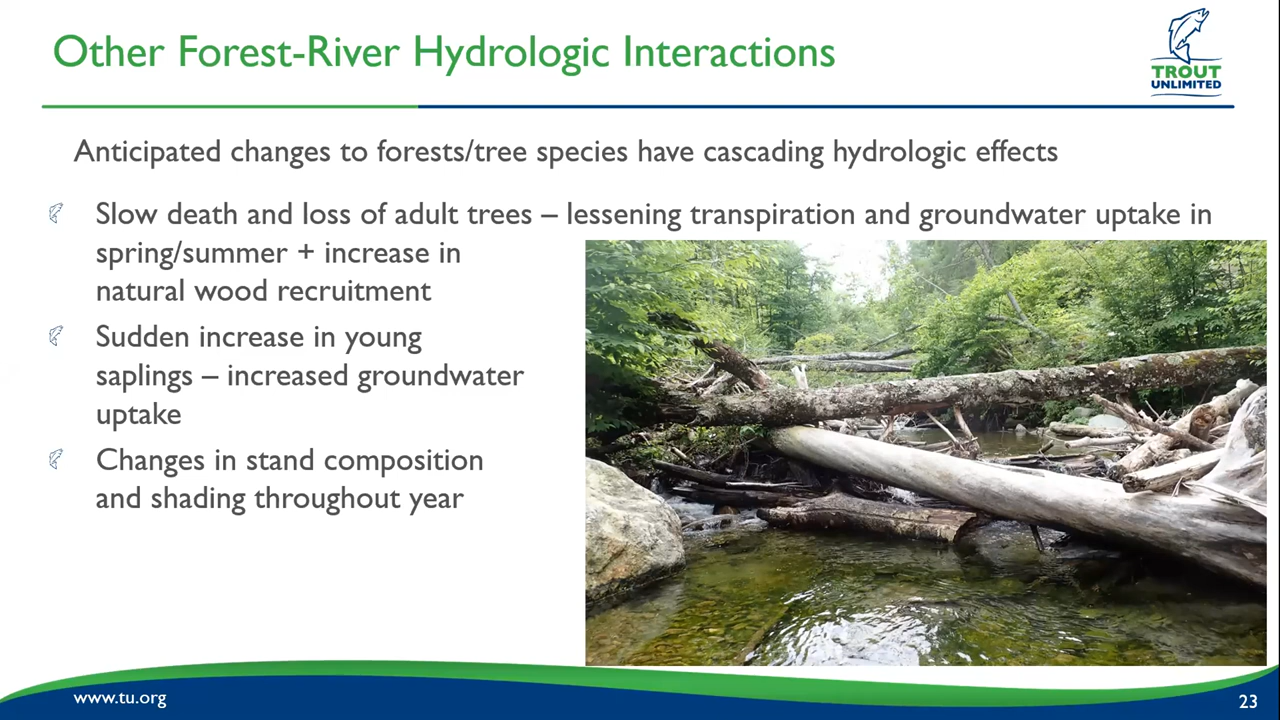 Other Forest-River Hydrologic Interactions
TROUT
UNLIMITED
Anticipated changes to forests/tree species have cascading hydrologic effects
Slow death and loss of adult trees – lessening transpiration and groundwater uptake in
spring/summer + increase in
natural wood recruitment
Sudden increase in young
saplings – increased groundwater
uptake
Changes in stand composition
and shading throughout year
www.tu.org
23